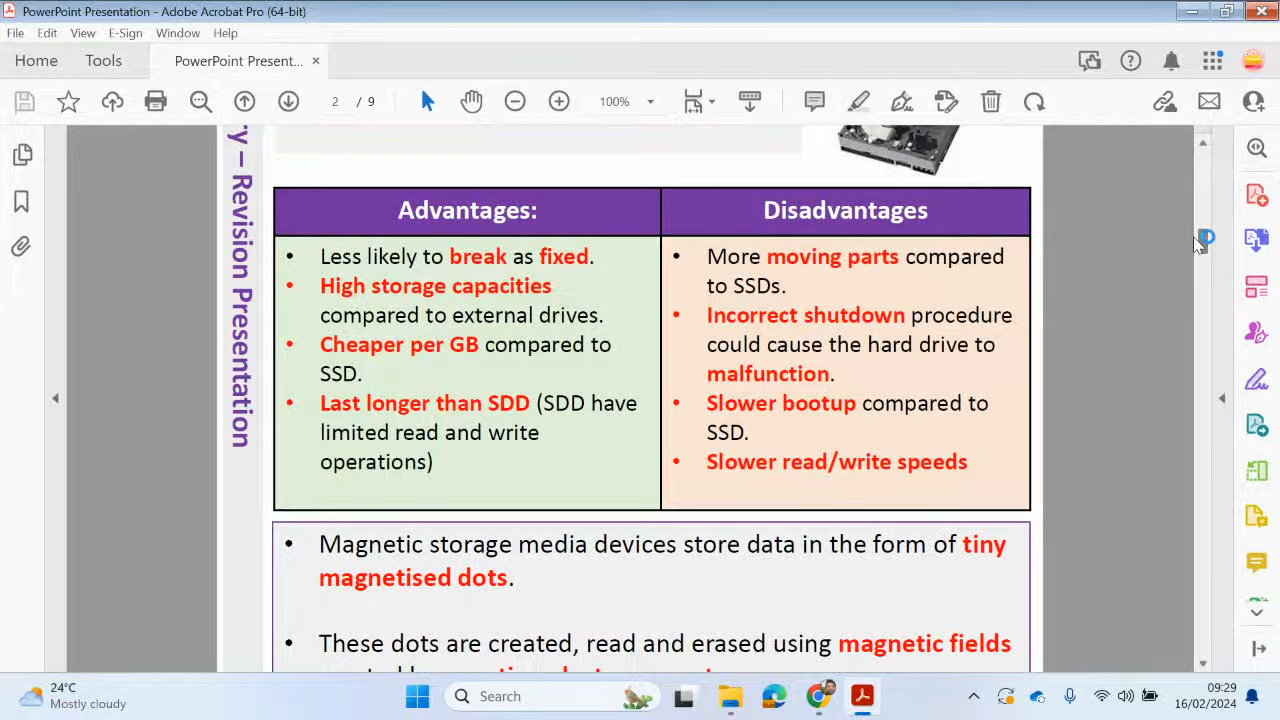 PowerPoint Presentation - Adobe Acrobat Pro (64-bit)
File Edit View E-Sign Window Help
Home Tools PowerPoint Present... ×
2 / 9 100%
ry – Revision Presentation
Advantages: Disadvantages
• Less likely to break as fixed.
• High storage capacities
compared to external drives.
• Cheaper per GB compared to
SSD.
• Last longer than SDD (SDD have
limited read and write
operations)
• More moving parts compared
to SSDs.
• Incorrect shutdown procedure
could cause the hard drive to
malfunction.
• Slower bootup compared to
SSD.
• Slower read/write speeds
• Magnetic storage media devices store data in the form of tiny
magnetised dots.
• These dots are created, read and erased using magnetic fields
24°C
Mostly cloudy
Search
09:29
16/02/2024